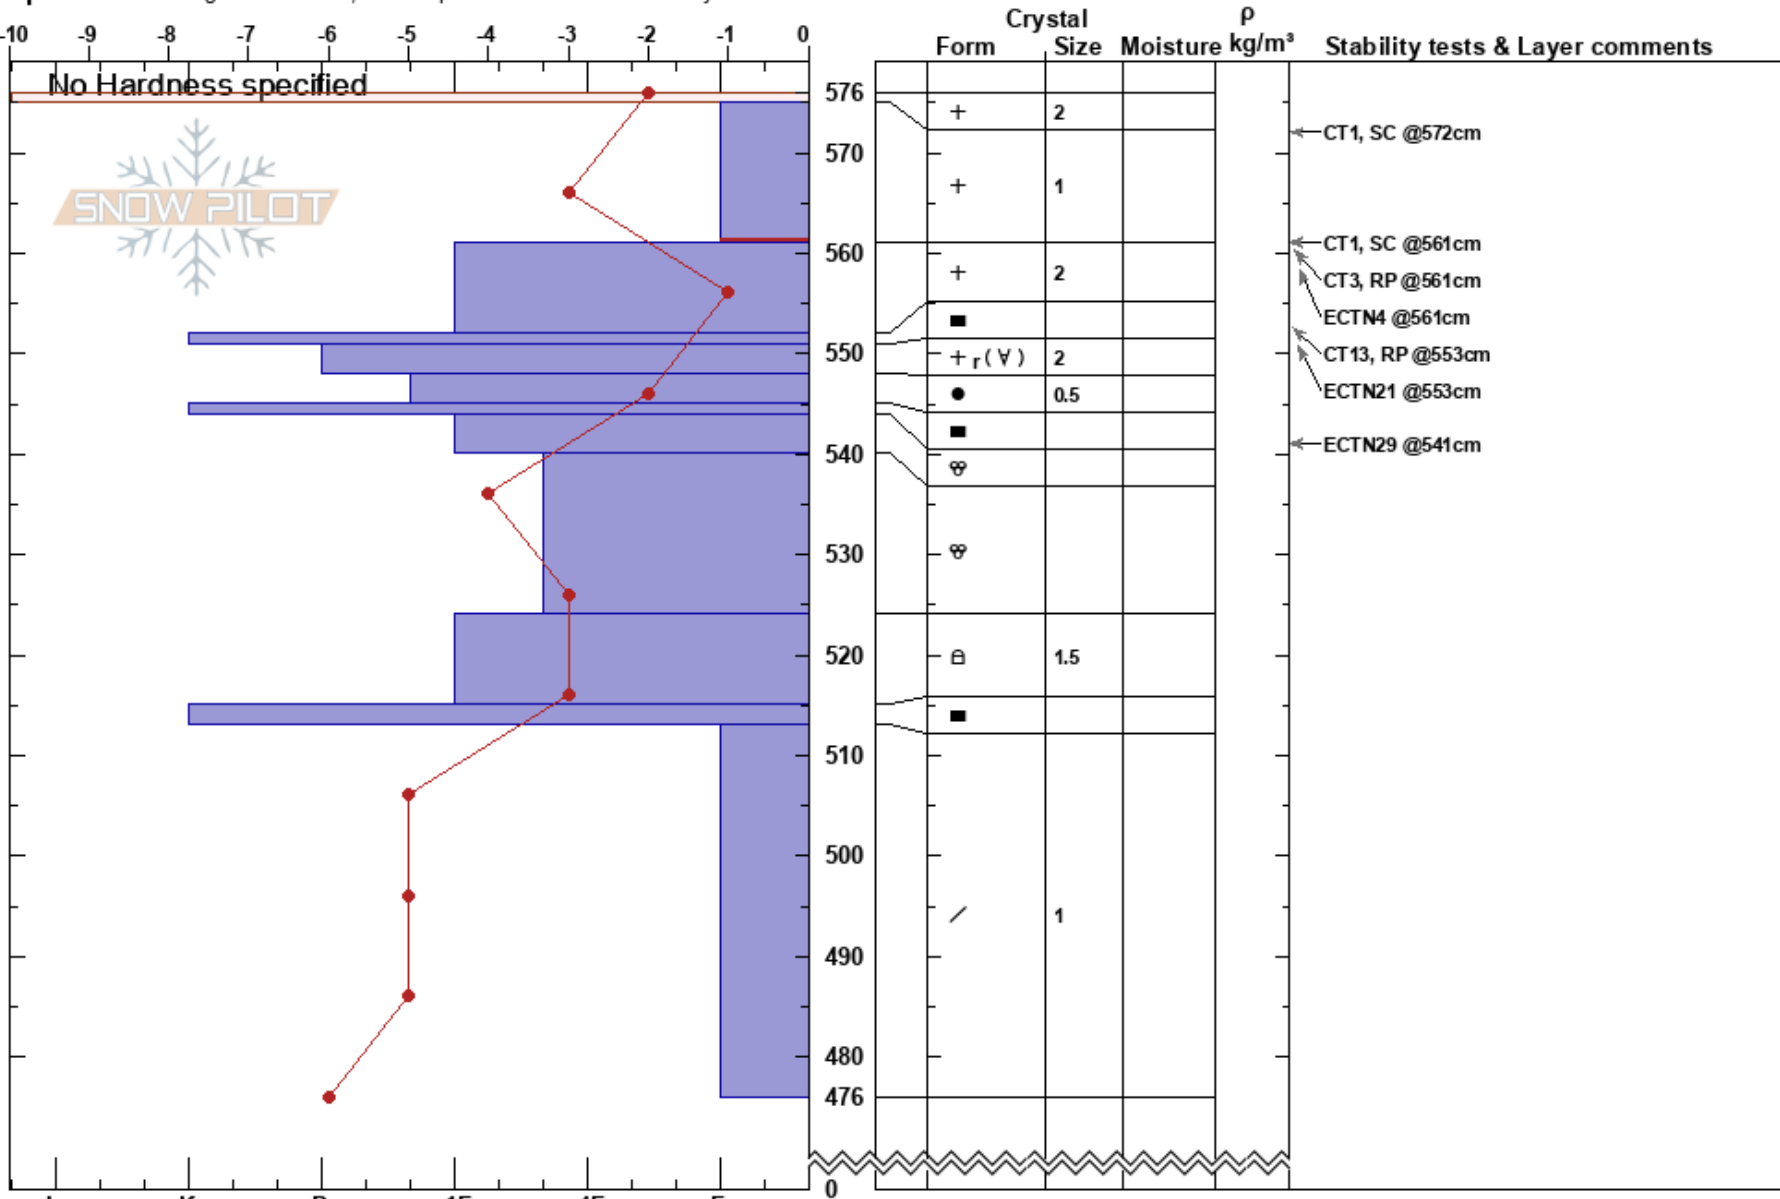 -10 -9 -8 -7 -6 -5 -4 -3 -2 -1 0
Crystal
ρ
Form Size Moisture kg/m³ Stability tests & Layer comments
No Hardness specified
SNOW PILOT
576
570
560
550
540
530
520
510
500
490
480
476
0
+ 2
+ 1
+ 2
■
+ r (∀) 2
● 0.5
■
1.5
■
/ 1
CT1, SC @572cm
CT1, SC @561cm
CT3, RP @561cm
ECTN4 @561cm
CT13, RP @553cm
ECTN21 @553cm
ECTN29 @541cm